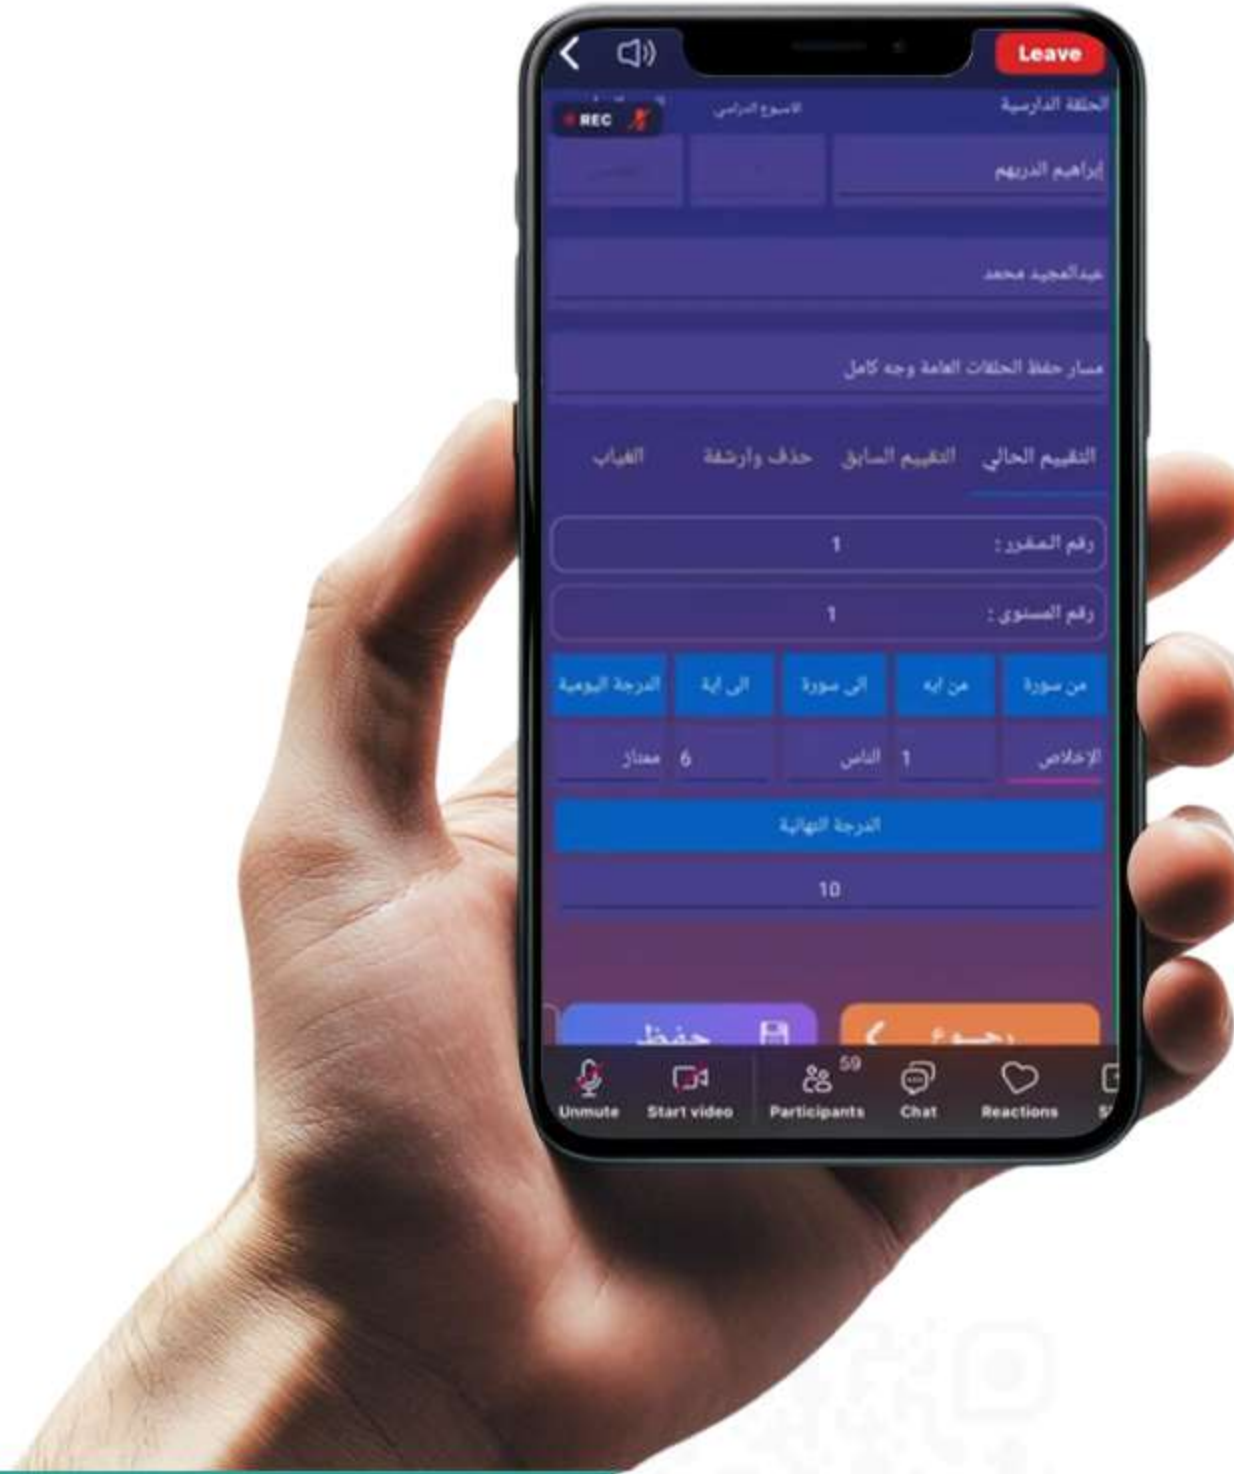 Leave
الحلقة الدارسية الاسبوع الدراسي
REC
إبراهيم الدريهم
عبدالمجيد محمد
مسار حفظ الحلقات العامة وجه كامل
التقييم الحالي التقييم السابق حذف وارشفة الغياب
رقم المقرر : 1
رقم المستوى : 1
من سورة من ايه الى سورة الى اية الدرجة اليومية
الإخلاص 1 الناس 6 ممتاز
الدرجة النهائية
10
رجوع حفظ
59
Unmute Start video Participants Chat Reactions